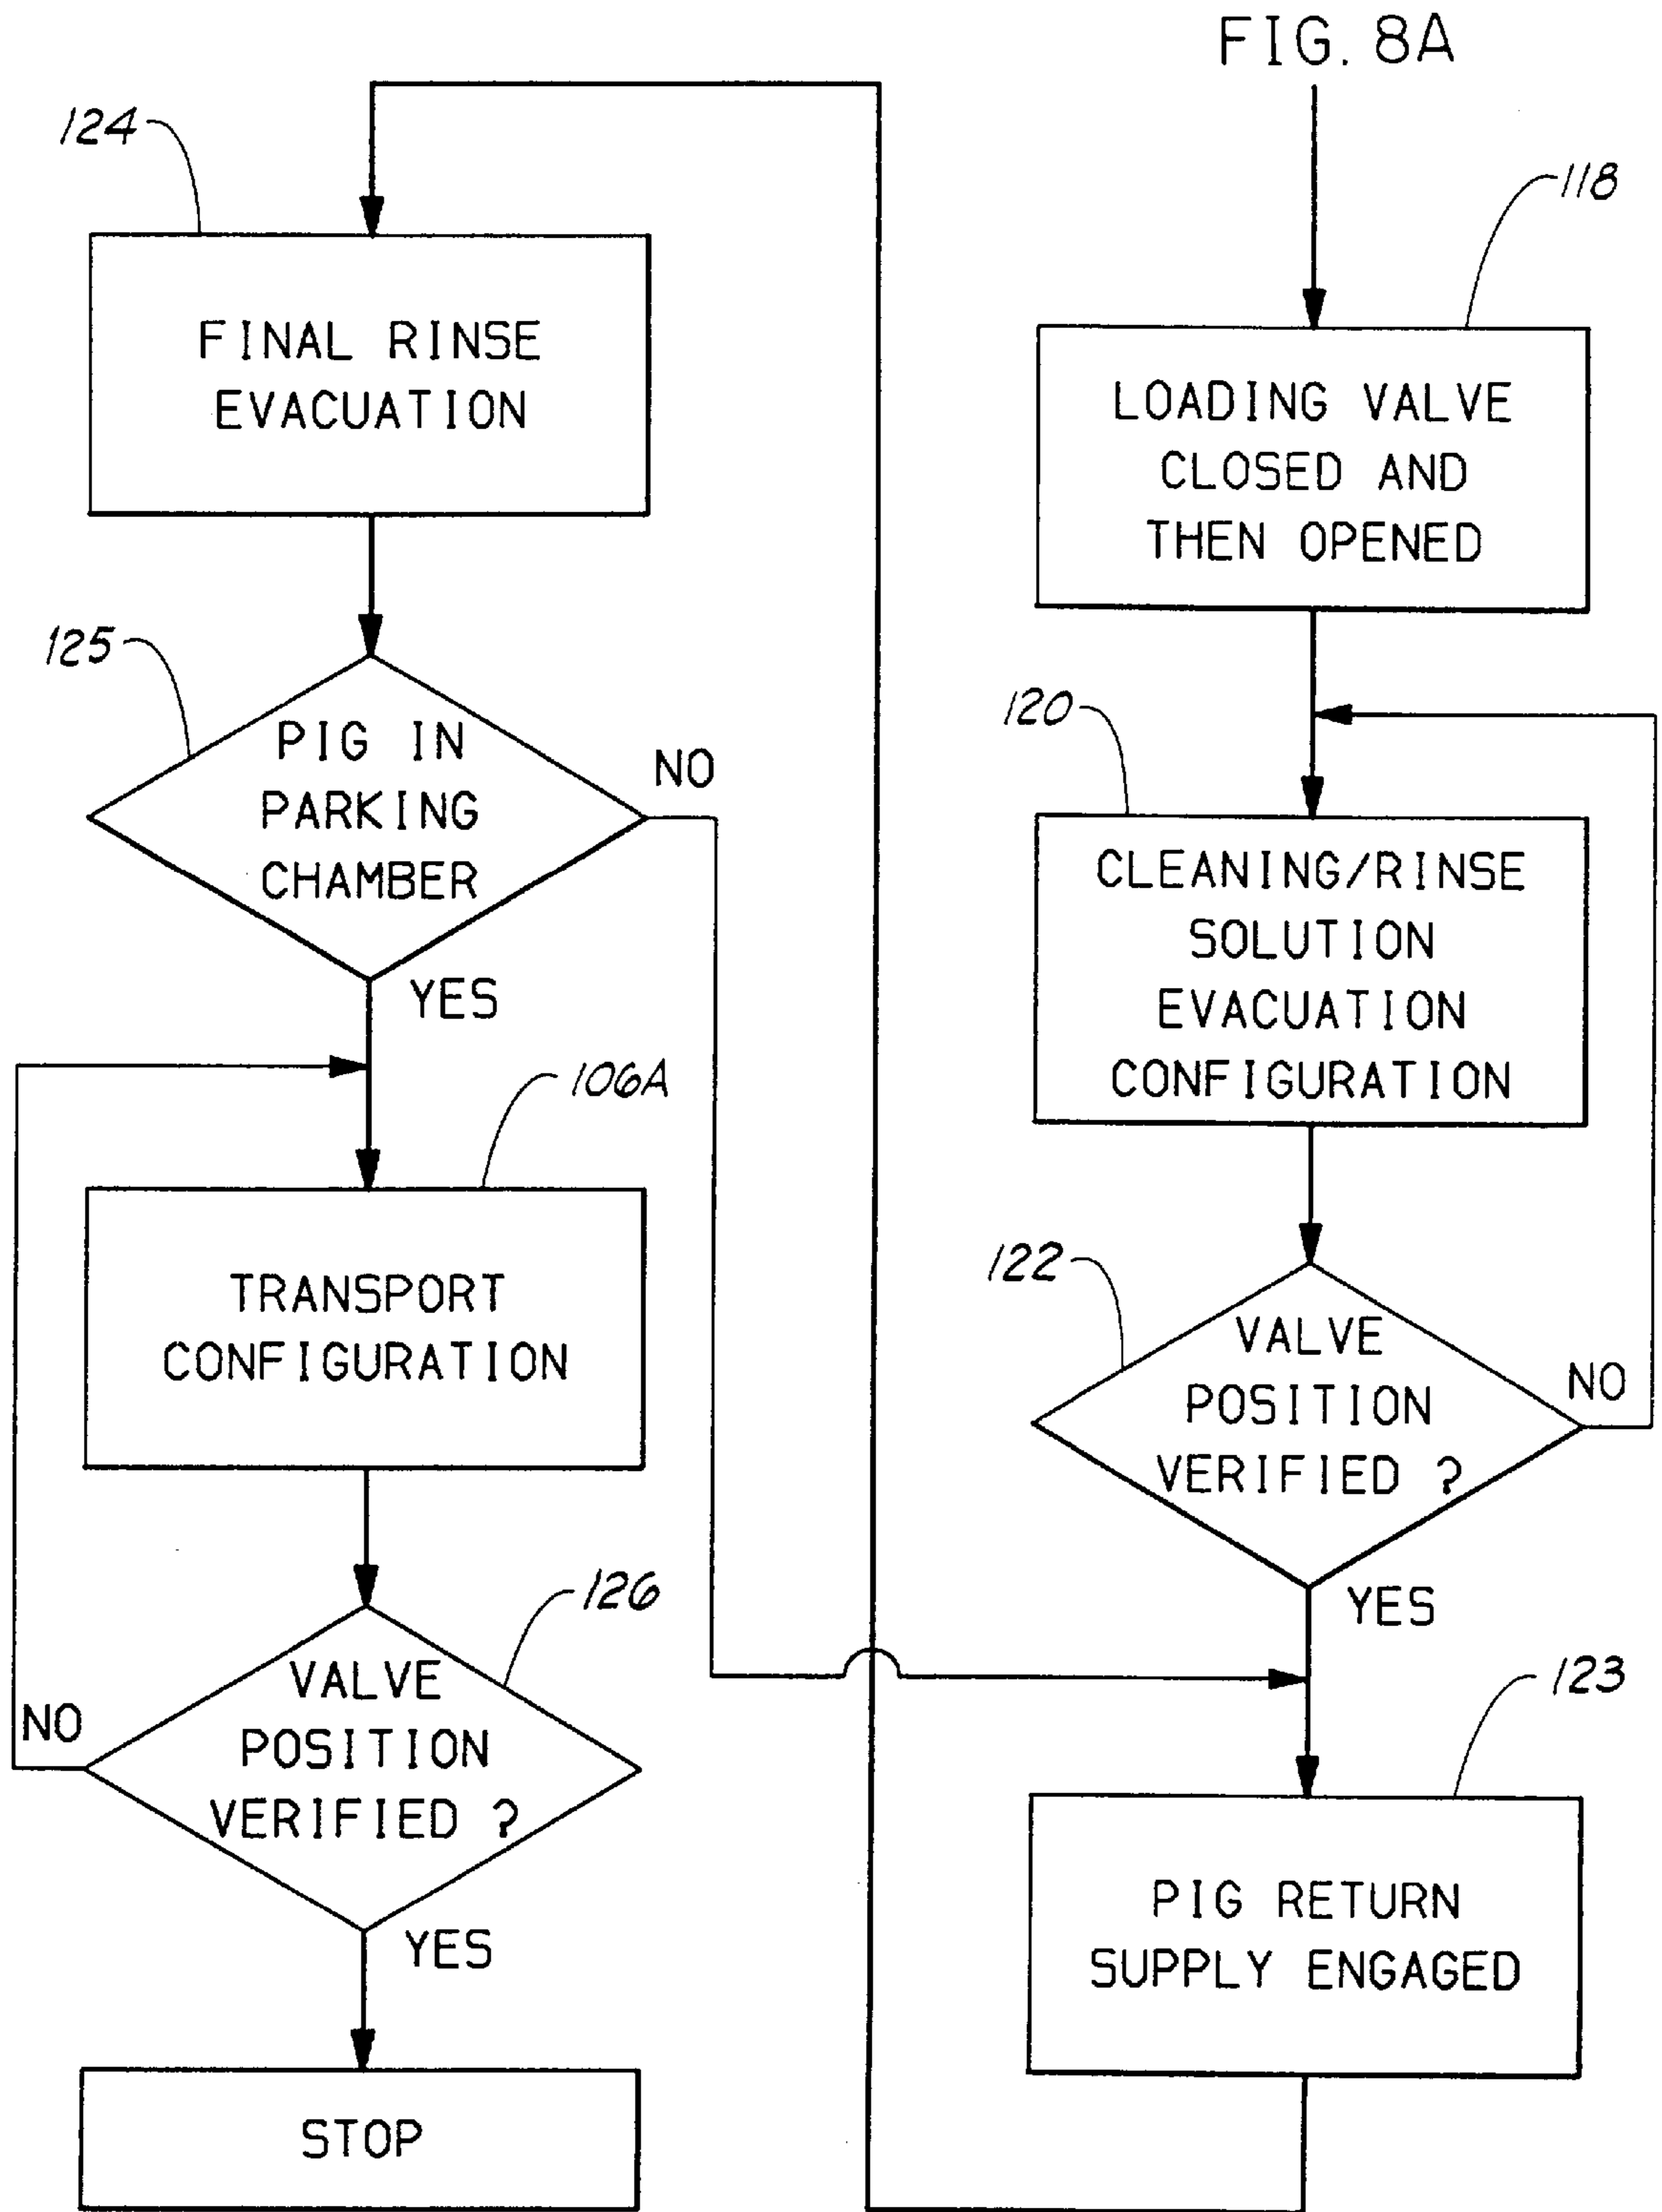 FIG. 8A
118
LOADING VALVE
CLOSED AND
THEN OPENED
120
CLEANING/RINSE
SOLUTION
EVACUATION
CONFIGURATION
122
VALVE
POSITION
VERIFIED ?
NO
YES
123
PIG RETURN
SUPPLY ENGAGED
124
FINAL RINSE
EVACUATION
125
PIG IN
PARKING
CHAMBER
NO
YES
106A
TRANSPORT
CONFIGURATION
126
VALVE
POSITION
VERIFIED ?
NO
YES
STOP